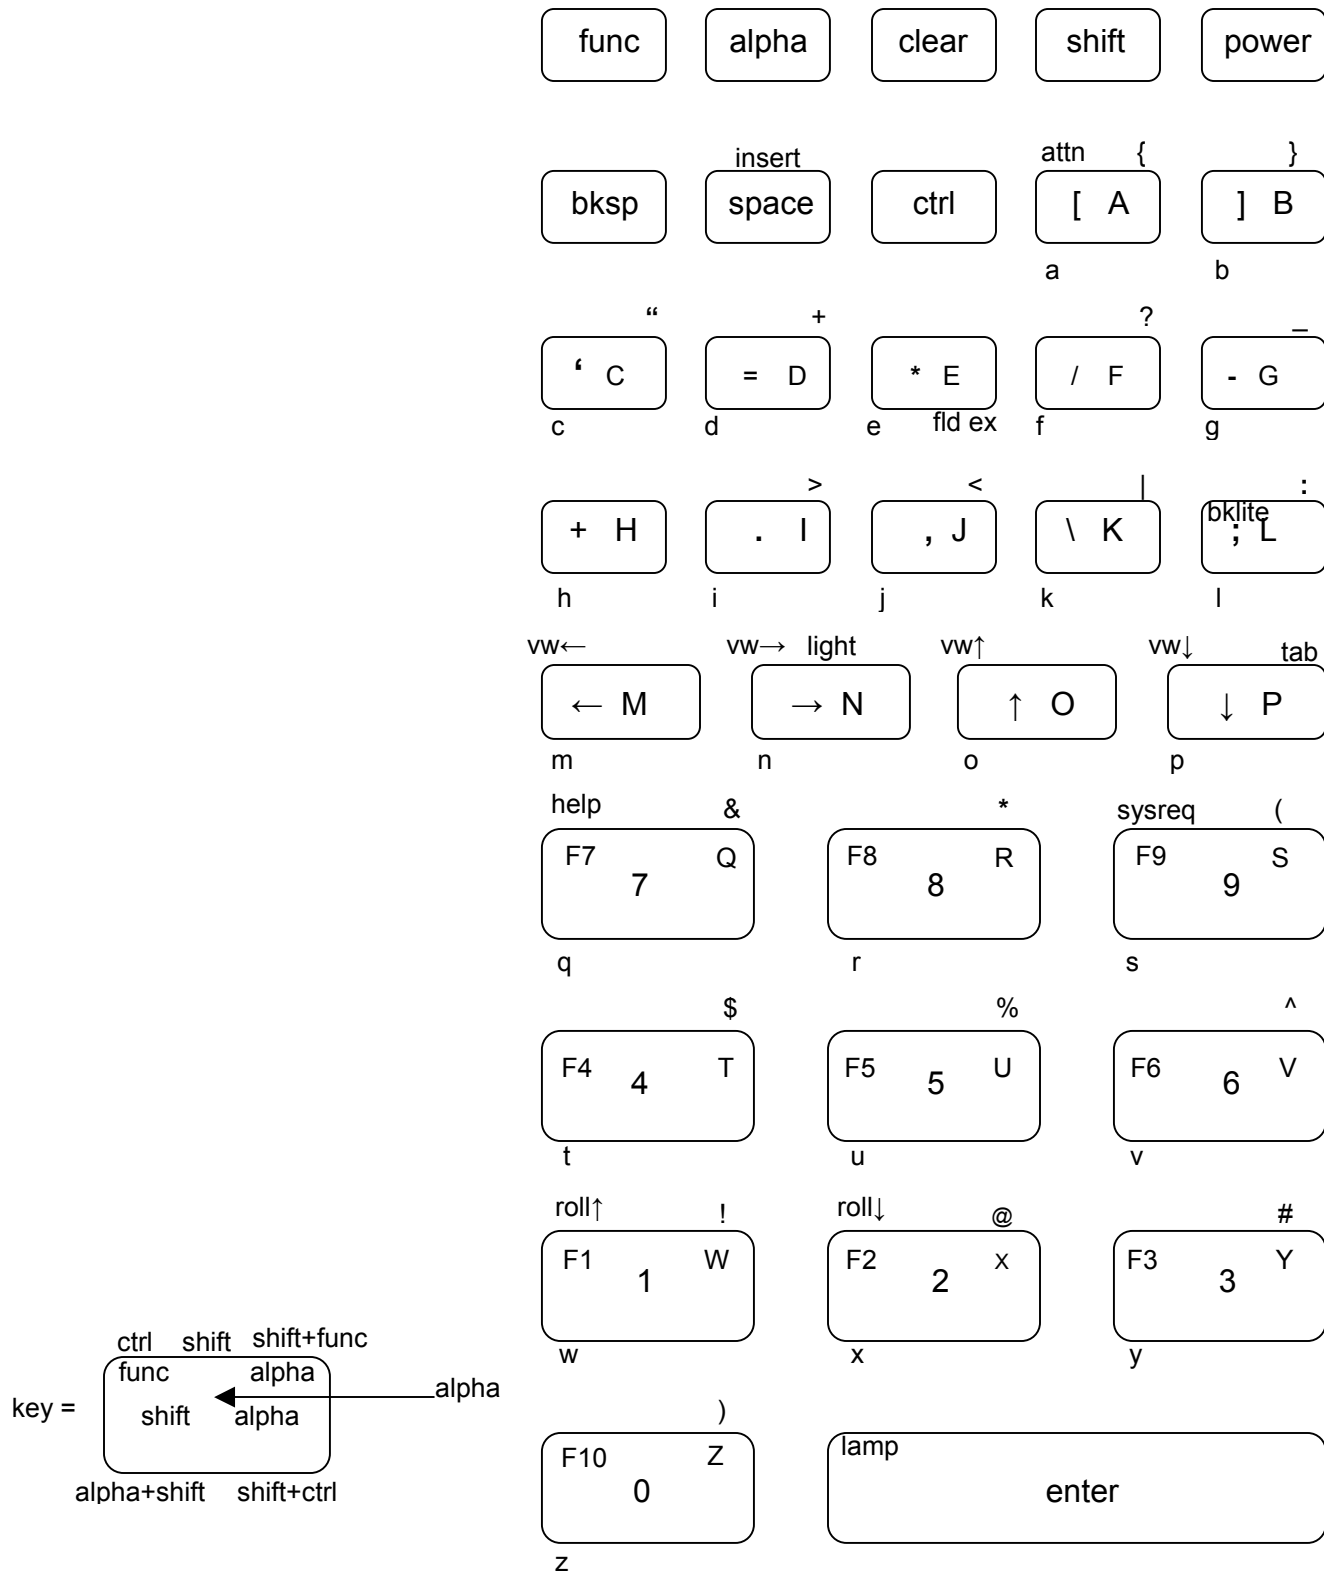 func alpha clear shift power
insert attn { }
bksp space ctrl [ A ] B
a b
“ + ? _
‘ C = D * E / F - G
c d e fld ex f g
> < | :
bklite
+ H . I , J \ K ; L
h i j k l
vw← vw→ light vw↑ vw↓ tab
← M → N ↑ O ↓ P
m n o p
help & * sysreq (
F7 Q F8 R F9 S
7 8 9
q r s
$ % ^
F4 4 T F5 5 U F6 6 V
t u v
roll↑ ! roll↓ @ #
F1 1 W F2 2 X F3 3 Y
w x y
ctrl shift shift+func
func alpha
alpha
key = shift alpha
alpha+shift shift+ctrl
)
F10 Z lamp
0 enter
z